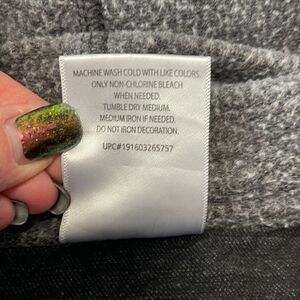 MACHINE WASH COLD WITH LIKE COLORS.
ONLY NON-CHLORINE BLEACH
WHEN NEEDED.
TUMBLE DRY MEDIUM.
MEDIUM IRON IF NEEDED.
DO NOT IRON DECORATION.
UPC#191603265757